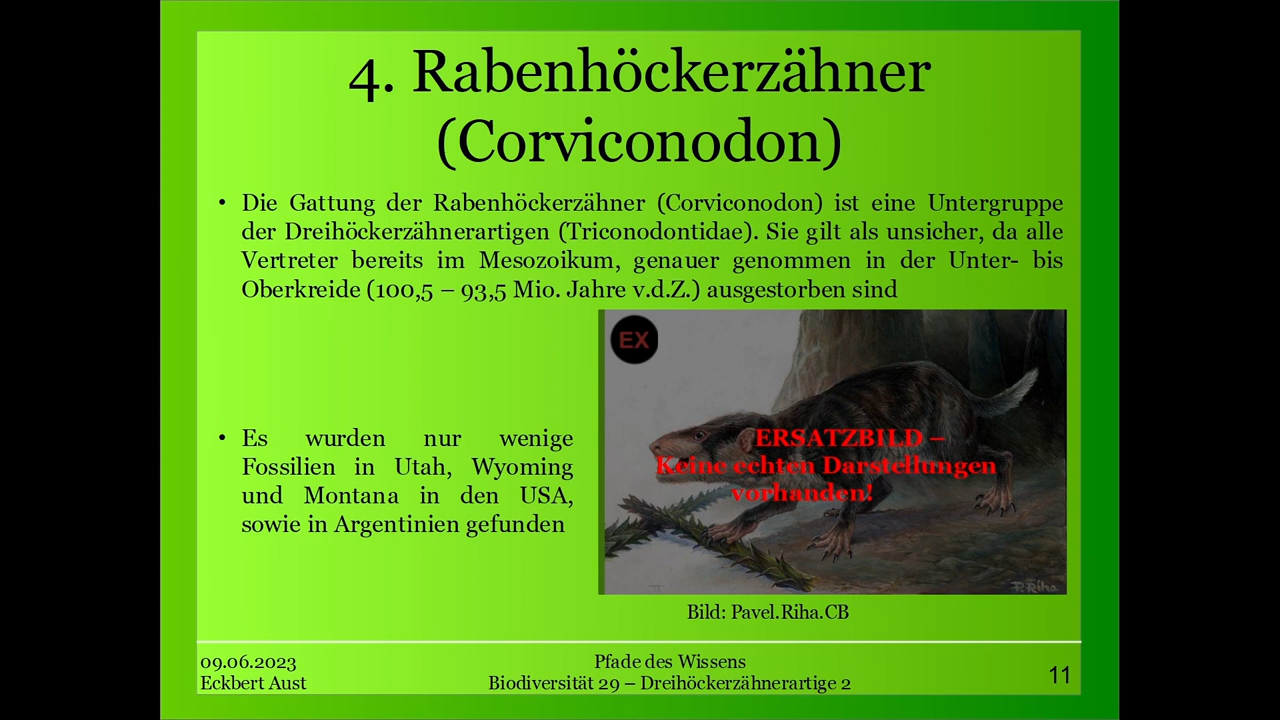 4. Rabenhöckerzähner
(Corviconodon)
• Die Gattung der Rabenhöckerzähner (Corviconodon) ist eine Untergruppe
der Dreihöckerzähnerartigen (Triconodontidae). Sie gilt als unsicher, da alle
Vertreter bereits im Mesozoikum, genauer genommen in der Unter- bis
Oberkreide (100,5 – 93,5 Mio. Jahre v.d.Z.) ausgestorben sind
EX
• Es wurden nur wenige
Fossilien in Utah, Wyoming
und Montana in den USA,
sowie in Argentinien gefunden
ERSATZBILD –
Keine echten Darstellungen
vorhanden!
P. Říha
Bild: Pavel.Riha.CB
09.06.2023
Eckbert Aust
Pfade des Wissens
Biodiversität 29 – Dreihöckerzähnerartige 2
11